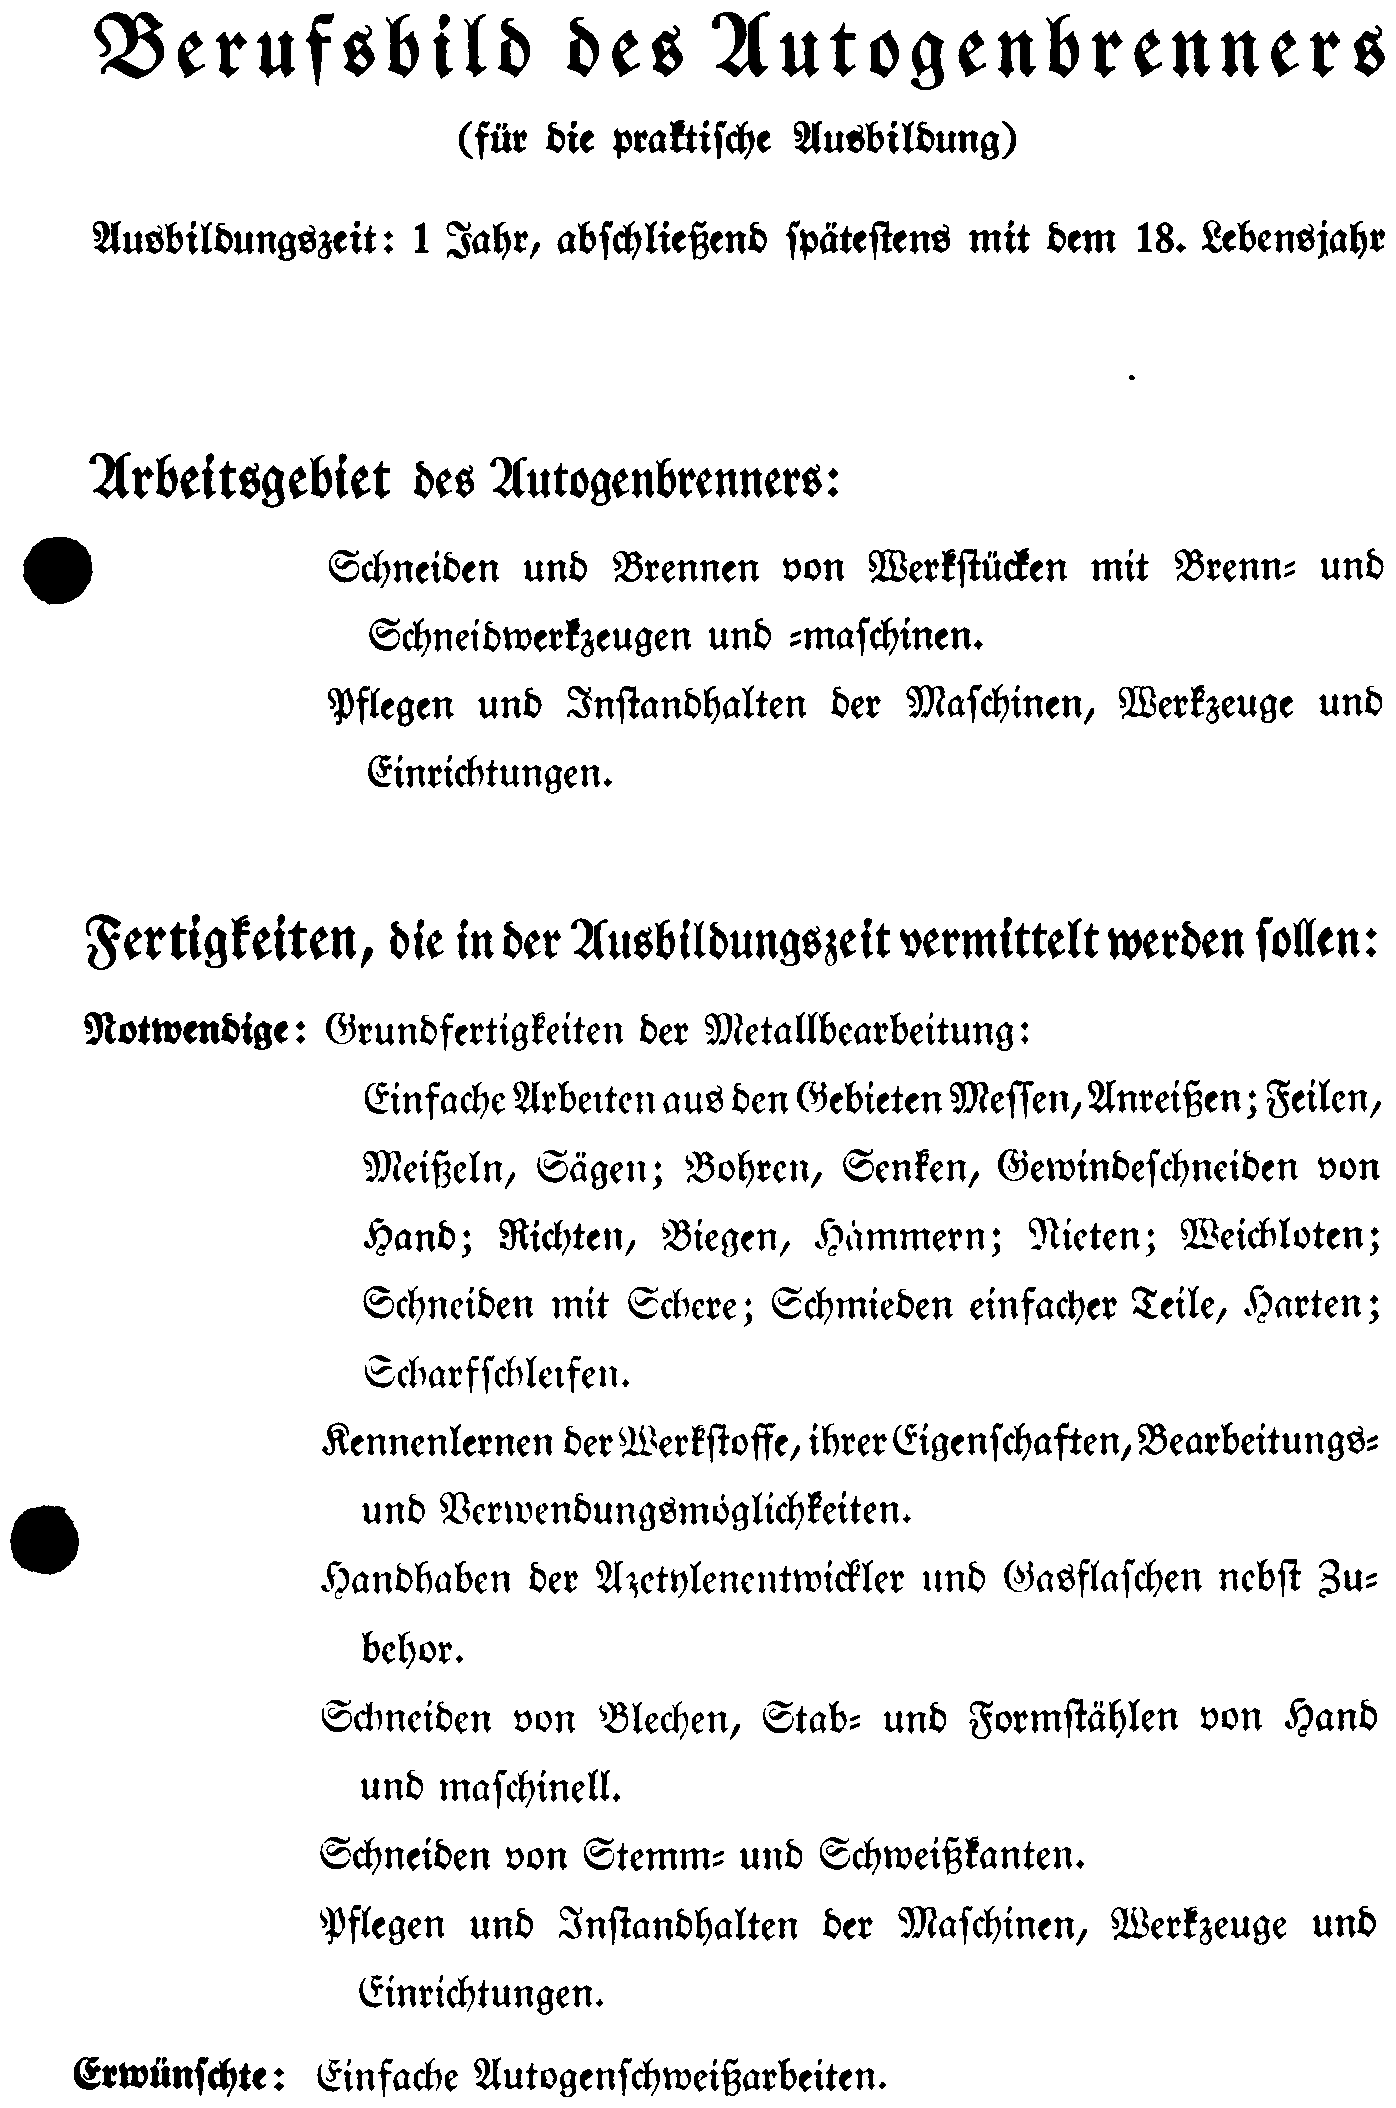 Berufsbild des Autogenbrenners
(für die praktische Ausbildung)
Ausbildungszeit: 1 Jahr, abschließend spätestens mit dem 18. Lebensjahr
Arbeitsgebiet des Autogenbrenners:
Schneiden und Brennen von Werkstücken mit Brenn- und
Schneidwerkzeugen und -maschinen.
Pflegen und Instandhalten der Maschinen, Werkzeuge und
Einrichtungen.
Fertigkeiten, die in der Ausbildungszeit vermittelt werden sollen:
Notwendige: Grundfertigkeiten der Metallbearbeitung:
Einfache Arbeiten aus den Gebieten Messen, Anreißen; Feilen,
Meißeln, Sägen; Bohren, Senken, Gewindeschneiden von
Hand; Richten, Biegen, Hämmern; Nieten; Weichlöten;
Schneiden mit Schere; Schmieden einfacher Teile, Härten;
Scharfschleifen.
Kennenlernen der Werkstoffe, ihrer Eigenschaften, Bearbeitungs-
und Verwendungsmöglichkeiten.
Handhaben der Azetylenentwickler und Gasflaschen nebst Zu-
behör.
Schneiden von Blechen, Stab- und Formstählen von Hand
und maschinell.
Schneiden von Stemm- und Schweißkanten.
Pflegen und Instandhalten der Maschinen, Werkzeuge und
Einrichtungen.
Erwünschte: Einfache Autogenschweißarbeiten.